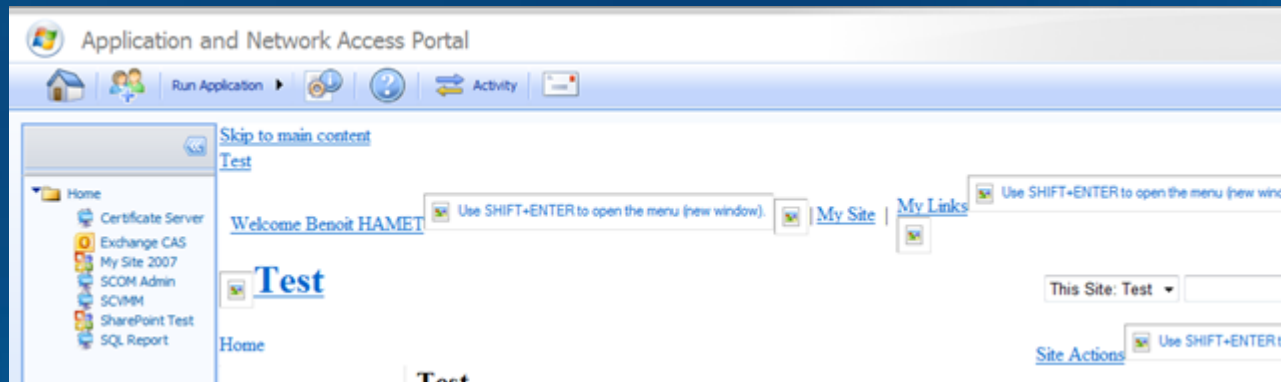 Application and Network Access Portal
Run Application
Activity
Skip to main content
Test
Home
Certificate Server
Exchange CAS
My Site 2007
SCOM Admin
SCVMM
SharePoint Test
SQL Report
Welcome Benoit HAMET Use SHIFT+ENTER to open the menu (new window). | My Site | My Links Use SHIFT+ENTER to open the menu (new
Test
This Site: Test
Home
Site Actions Use SHIFT+ENTER
Test